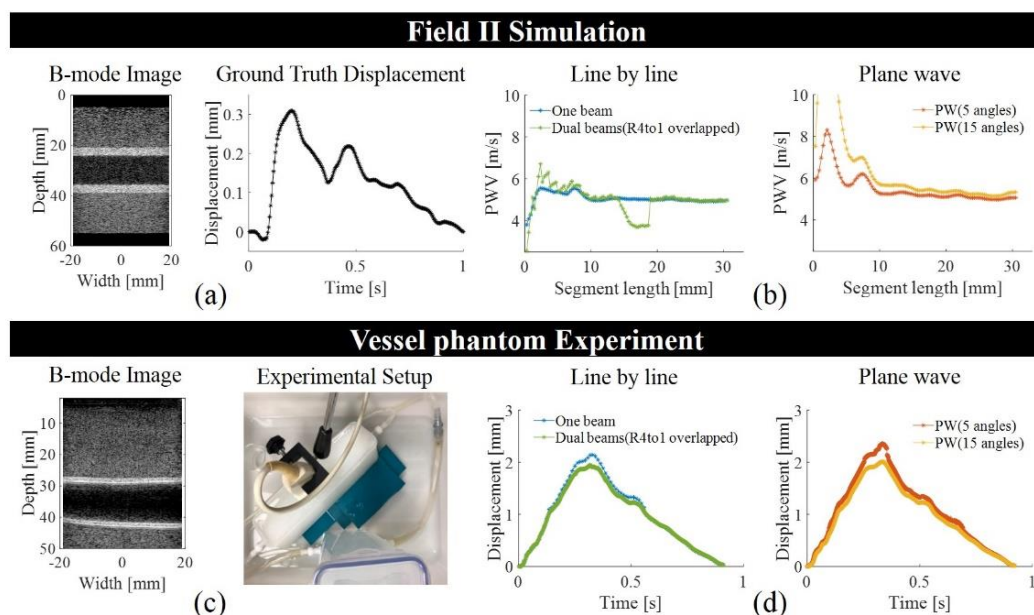 Field II Simulation
B-mode Image
Ground Truth Displacement
Line by line
Plane wave
0
20
40
60
Depth [mm]
-20
0
20
Width [mm]
(a)
0.3
0.2
0.1
0
Displacement [mm]
0
0.5
1
Time [s]
10
8
6
4
PWV [m/s]
One beam
Dual beams(R4to1 overlapped)
0
10
20
30
Segment length [mm]
(b)
10
8
6
4
PWV [m/s]
PW(5 angles)
PW(15 angles)
0
10
20
30
Segment length [mm]
Vessel phantom Experiment
B-mode Image
Experimental Setup
Line by line
Plane wave
10
20
30
40
50
Depth [mm]
-20
0
20
Width [mm]
(c)
3
2
1
0
Displacement [mm]
One beam
Dual beams(R4to1 overlapped)
0
0.5
1
Time [s]
(d)
3
2
1
0
Displacement [mm]
PW(5 angles)
PW(15 angles)
0
0.5
1
Time [s]